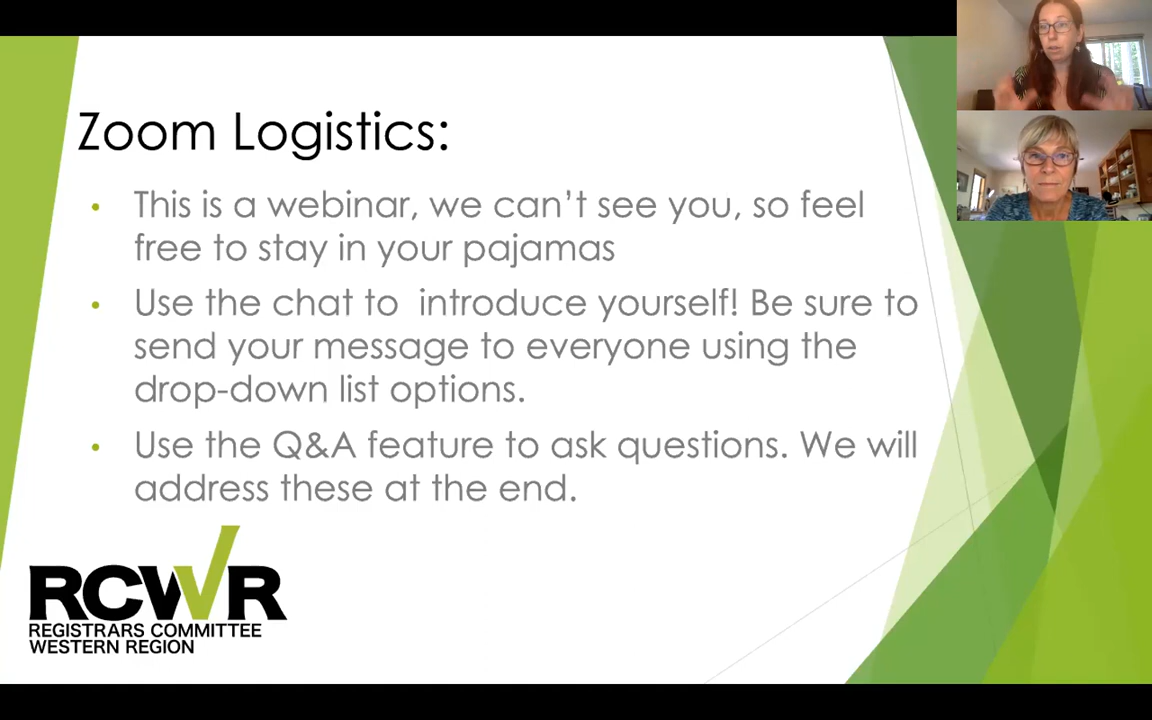 Zoom Logistics:
• This is a webinar, we can't see you, so feel
free to stay in your pajamas
• Use the chat to  introduce yourself! Be sure to
send your message to everyone using the
drop-down list options.
• Use the Q&A feature to ask questions. We will
address these at the end.
RCWR
REGISTRARS COMMITTEE
WESTERN REGION